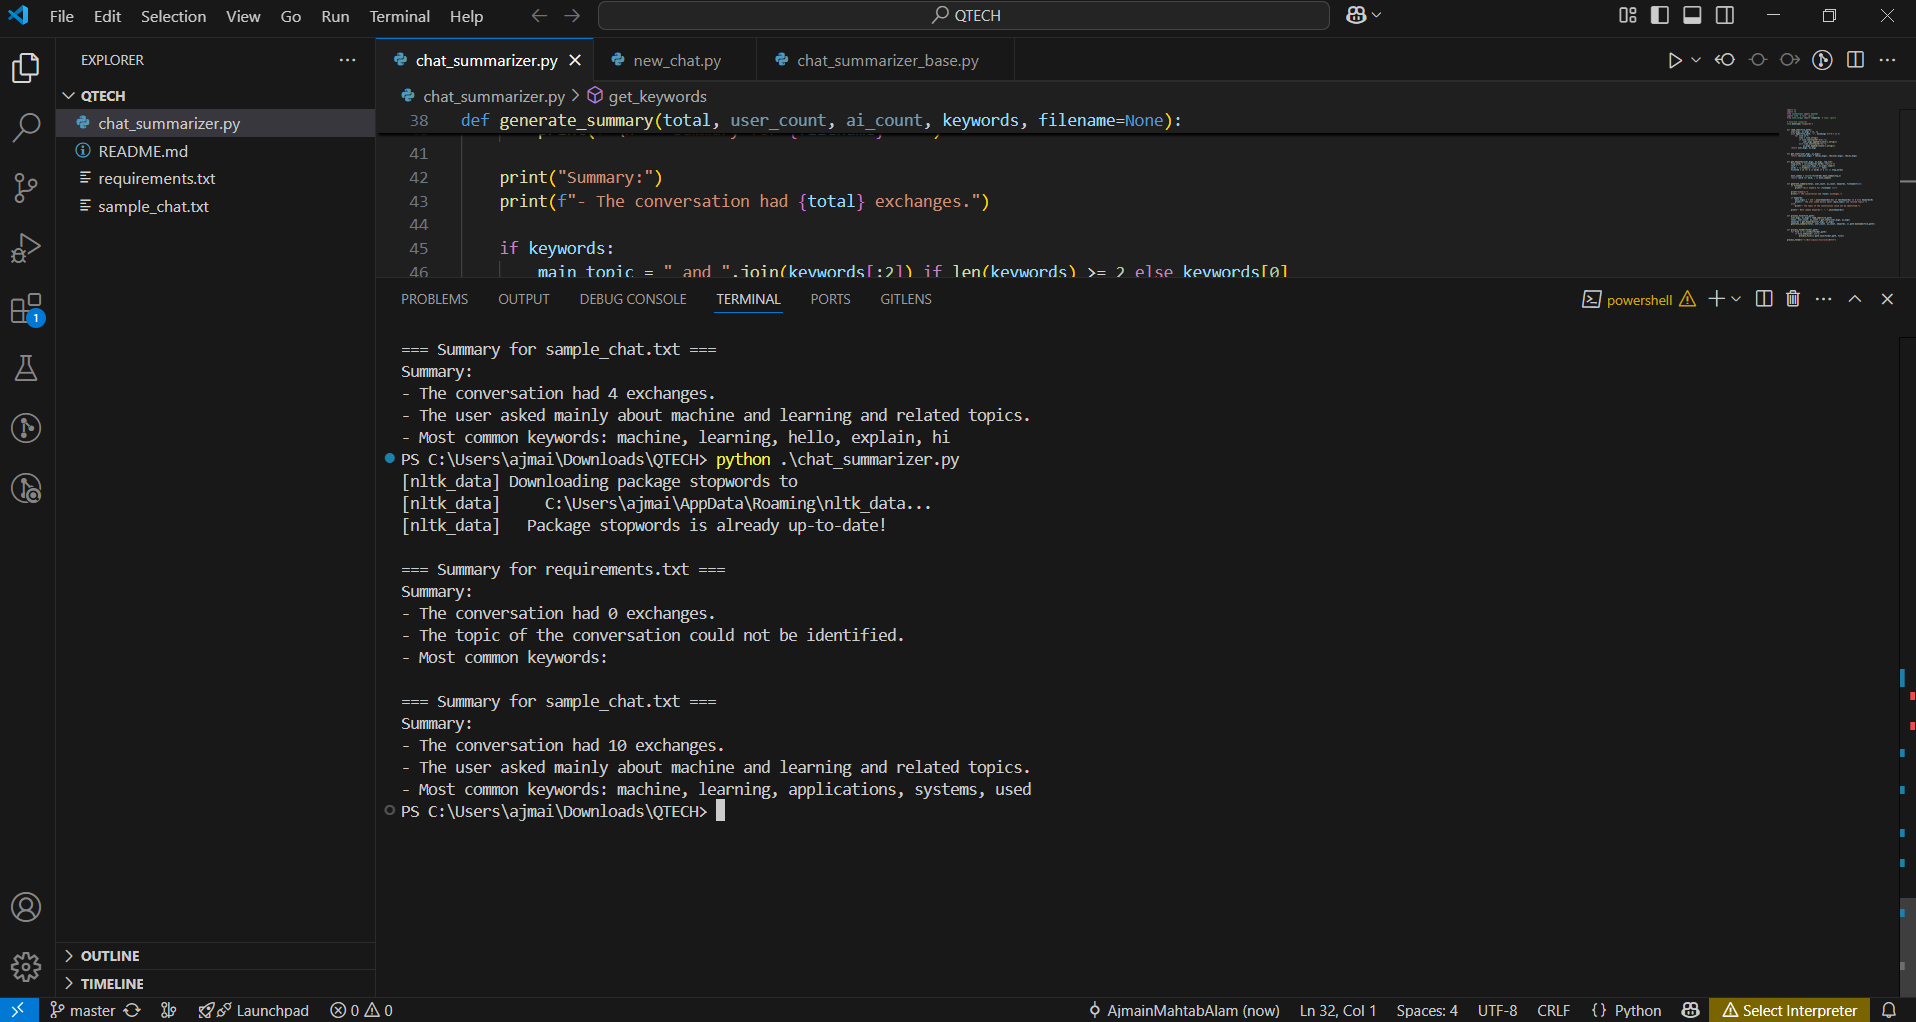 File Edit Selection View Go Run Terminal Help
QTECH
EXPLORER
QTECH
chat_summarizer.py
README.md
requirements.txt
sample_chat.txt
OUTLINE
TIMELINE
chat_summarizer.py
new_chat.py
chat_summarizer_base.py
chat_summarizer.py > get_keywords
38 def generate_summary(total, user_count, ai_count, keywords, filename=None):
41
42 print("Summary:")
43 print(f"- The conversation had {total} exchanges.")
44
45 if keywords:
46 main_topic = " and ".join(keywords[:2]) if len(keywords) >= 2 else keywords[0]
PROBLEMS OUTPUT DEBUG CONSOLE TERMINAL PORTS GITLENS
powershell
=== Summary for sample_chat.txt ===
Summary:
- The conversation had 4 exchanges.
- The user asked mainly about machine and learning and related topics.
- Most common keywords: machine, learning, hello, explain, hi
PS C:\Users\ajmai\Downloads\QTECH> python .\chat_summarizer.py
[nltk_data] Downloading package stopwords to
[nltk_data]     C:\Users\ajmai\AppData\Roaming\nltk_data...
[nltk_data]   Package stopwords is already up-to-date!
=== Summary for requirements.txt ===
Summary:
- The conversation had 0 exchanges.
- The topic of the conversation could not be identified.
- Most common keywords:
=== Summary for sample_chat.txt ===
Summary:
- The conversation had 10 exchanges.
- The user asked mainly about machine and learning and related topics.
- Most common keywords: machine, learning, applications, systems, used
PS C:\Users\ajmai\Downloads\QTECH>
1
master
Launchpad
0 0
AjmainMahtabAlam (now)
Ln 32, Col 1
Spaces: 4
UTF-8
CRLF
{} Python
Select Interpreter